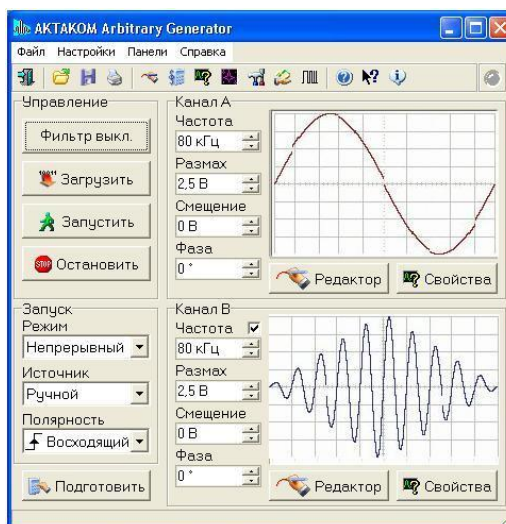 AKTAKOM Arbitrary Generator
Файл Настройки Панели Справка
Управление
Фильтр выкл.
Загрузить
Запустить
STOP Остановить
Запуск
Режим
Непрерывный
Источник
Ручной
Полярность
Восходящий
Подготовить
Канал A
Частота
80 кГц
Размах
2,5 В
Смещение
0 В
Фаза
0 °
Редактор Свойства
Канал B
Частота
80 кГц
Размах
2,5 В
Смещение
0 В
Фаза
0 °
Редактор Свойства